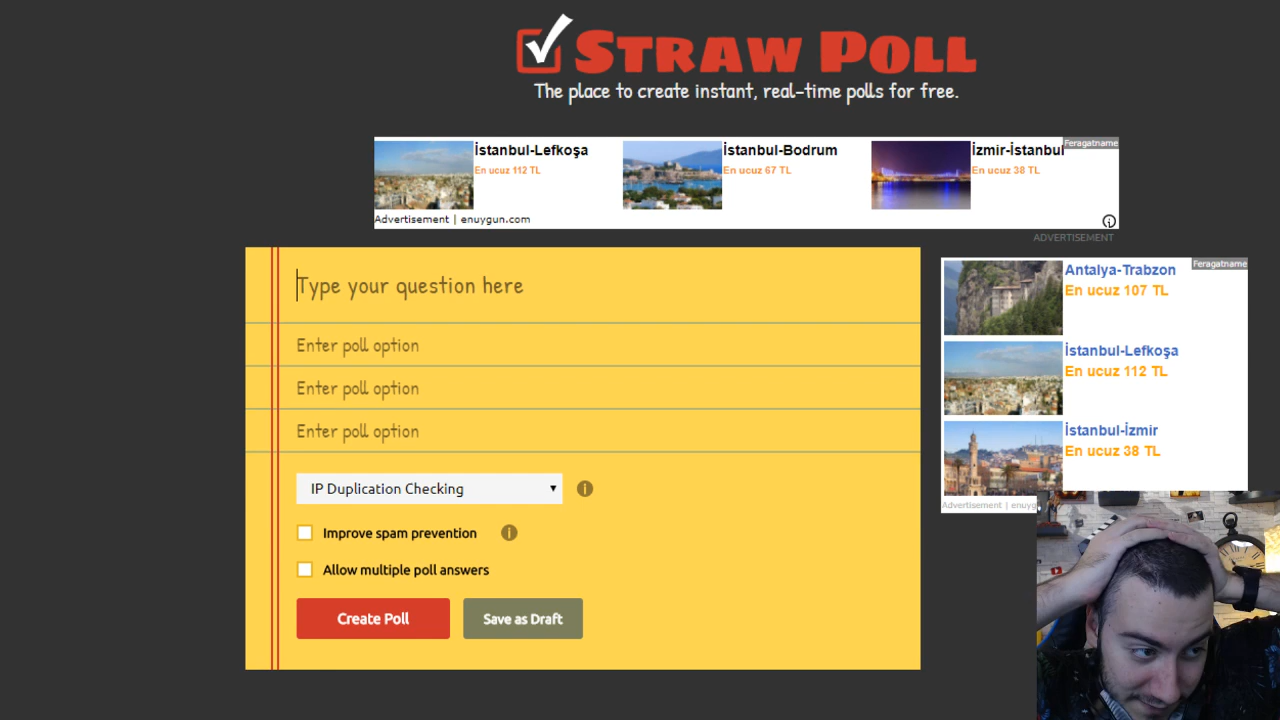 STRAW POLL
The place to create instant, real-time polls for free.
İstanbul-Lefkoşa
En ucuz 112 TL
İstanbul-Bodrum
En ucuz 67 TL
İzmir-İstanbul
En ucuz 38 TL
Feragatname
Advertisement | enuygun.com
ADVERTISEMENT
Type your question here
Enter poll option
Enter poll option
Enter poll option
IP Duplication Checking
Improve spam prevention
Allow multiple poll answers
Create Poll
Save as Draft
Feragatname
Antalya-Trabzon
En ucuz 107 TL
İstanbul-Lefkoşa
En ucuz 112 TL
İstanbul-İzmir
En ucuz 38 TL
Advertisement | enuyg